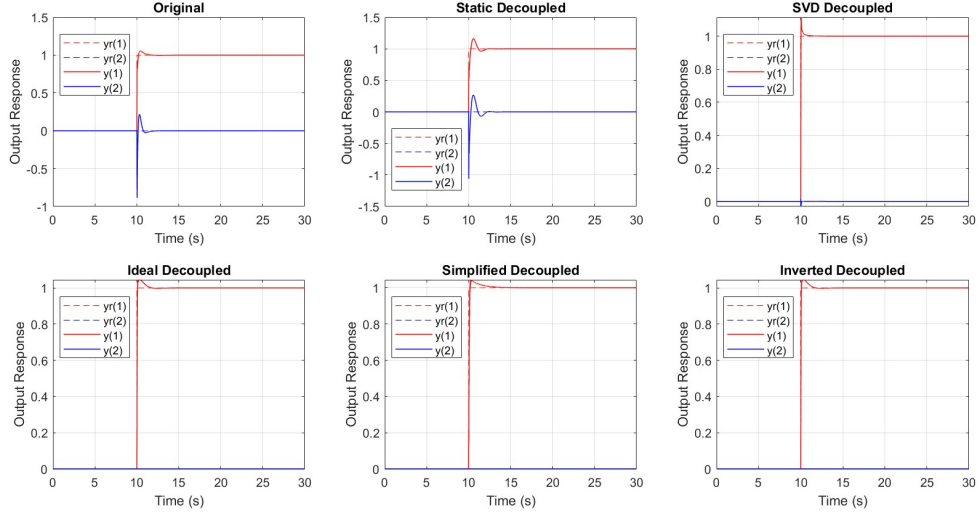 Original
Output Response
1.5
1
0.5
0
-0.5
-1
yr(1)
yr(2)
y(1)
y(2)
0 5 10 15 20 25 30
Time (s)
Static Decoupled
Output Response
1.5
1
0.5
0
-0.5
-1
-1.5
yr(1)
yr(2)
y(1)
y(2)
0 5 10 15 20 25 30
Time (s)
SVD Decoupled
Output Response
1
0.8
0.6
0.4
0.2
0
yr(1)
yr(2)
y(1)
y(2)
0 5 10 15 20 25 30
Time (s)
Ideal Decoupled
Output Response
1
0.8
0.6
0.4
0.2
0
yr(1)
yr(2)
y(1)
y(2)
0 5 10 15 20 25 30
Time (s)
Simplified Decoupled
Output Response
1
0.8
0.6
0.4
0.2
0
yr(1)
yr(2)
y(1)
y(2)
0 5 10 15 20 25 30
Time (s)
Inverted Decoupled
Output Response
1
0.8
0.6
0.4
0.2
0
yr(1)
yr(2)
y(1)
y(2)
0 5 10 15 20 25 30
Time (s)